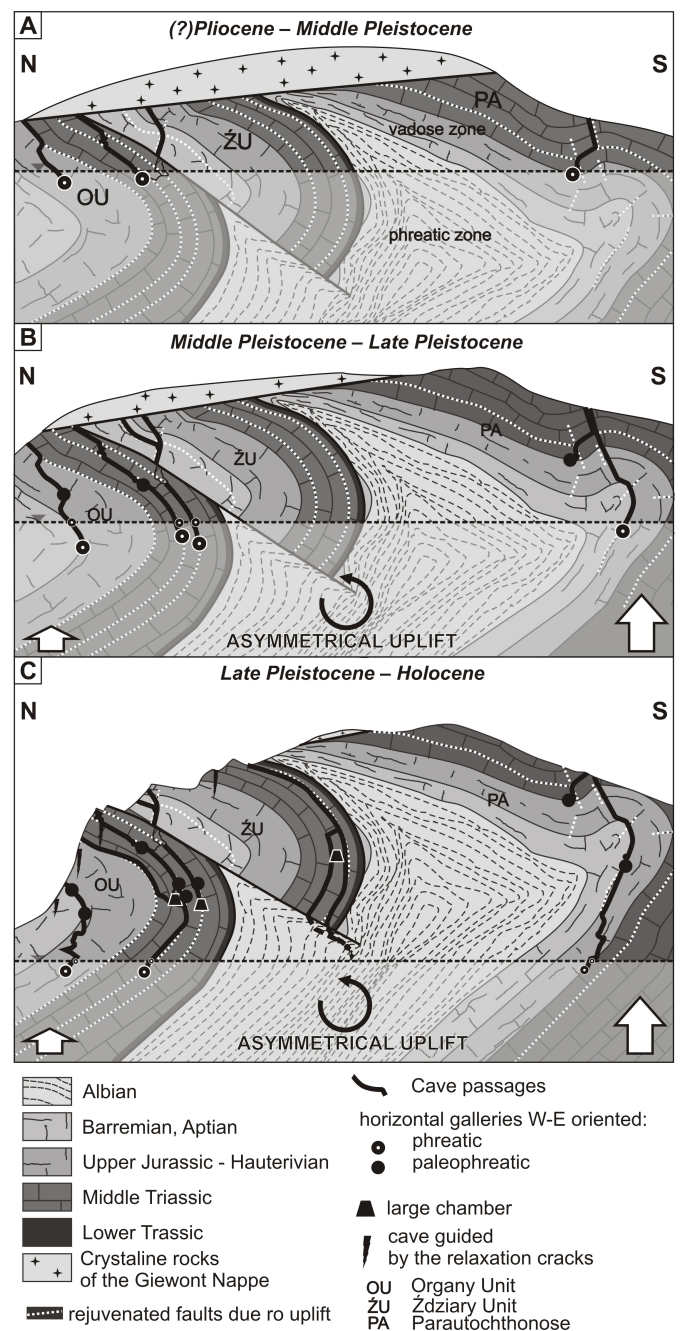 A
(?)Pliocene – Middle Pleistocene
N
S
PA
vadose zone
ŹU
OU
phreatic zone
B
Middle Pleistocene – Late Pleistocene
N
S
PA
ŹU
OU
ASYMMETRICAL UPLIFT
C
Late Pleistocene – Holocene
N
S
PA
ŹU
OU
ASYMMETRICAL UPLIFT
Albian
Barremian, Aptian
Upper Jurassic - Hauterivian
Middle Triassic
Lower Trassic
Crystaline rocks
of the Giewont Nappe
rejuvenated faults due ro uplift
Cave passages
horizontal galleries W-E oriented:
phreatic
paleophreatic
large chamber
cave guided
by the relaxation cracks
OU Organy Unit
ŹU Ździary Unit
PA Parautochthonose